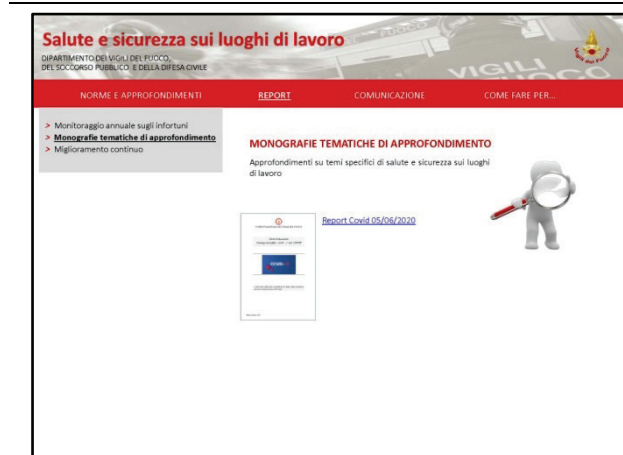 Salute e sicurezza sui luoghi di lavoro
DIPARTIMENTO DEI VIGILI DEL FUOCO,
DEL SOCCORSO PUBBLICO E DELLA DIFESA CIVILE
VIGILI
FUOCO
NORME E APPROFONDIMENTI
REPORT
COMUNICAZIONE
COME FARE PER...
> Monitoraggio annuale sugli infortuni
> Monografie tematiche di approfondimento
> Miglioramento continuo
MONOGRAFIE TEMATICHE DI APPROFONDIMENTO
Approfondimenti su temi specifici di salute e sicurezza sui luoghi
di lavoro
Report Covid 05/06/2020